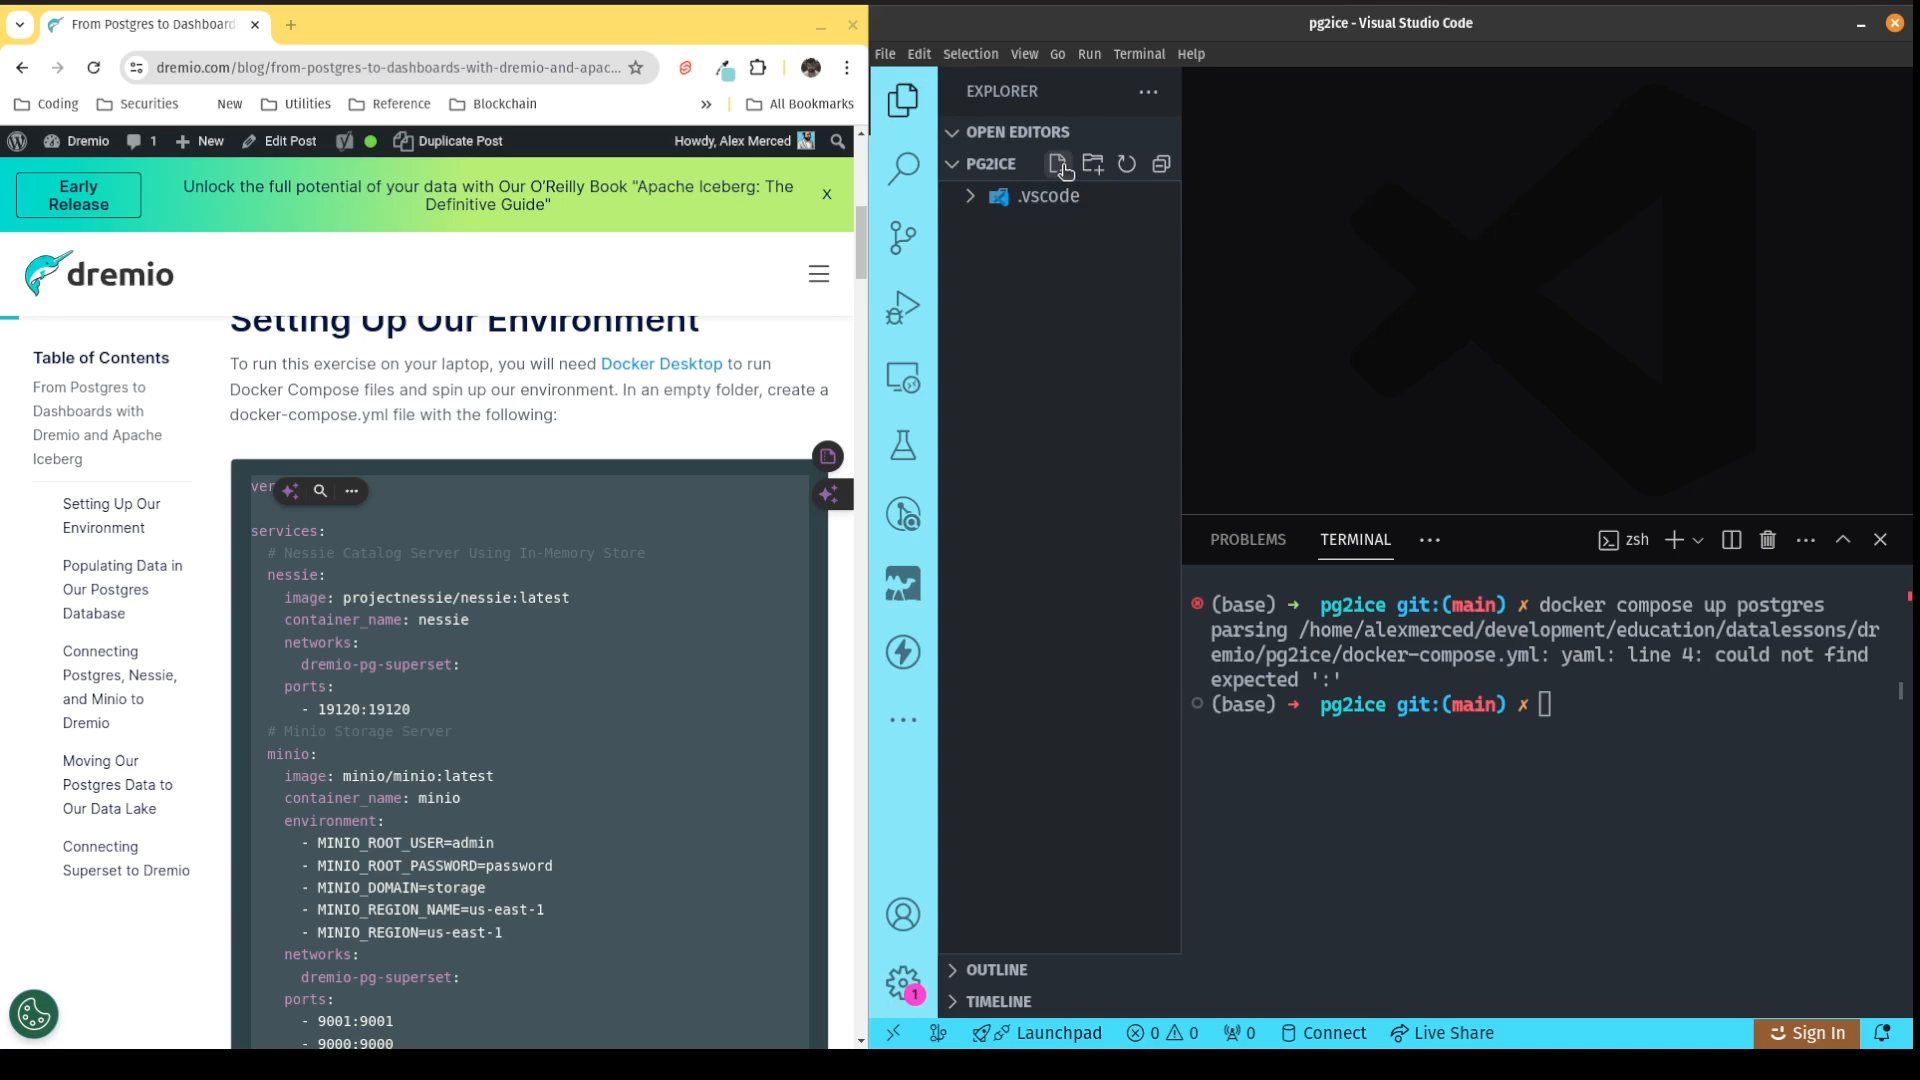 From Postgres to Dashboard
dremio.com/blog/from-postgres-to-dashboards-with-dremio-and-apac...
Coding
Securities
New
Utilities
Reference
Blockchain
»
All Bookmarks
Dremio
1
New
Edit Post
Duplicate Post
Howdy, Alex Merced
Early
Release
Unlock the full potential of your data with Our O’Reilly Book "Apache Iceberg: The
Definitive Guide"
X
dremio
Setting Up Our Environment
To run this exercise on your laptop, you will need Docker Desktop to run
Docker Compose files and spin up our environment. In an empty folder, create a
docker-compose.yml file with the following:
Table of Contents
From Postgres to
Dashboards with
Dremio and Apache
Iceberg
Setting Up Our
Environment
Populating Data in
Our Postgres
Database
Connecting
Postgres, Nessie,
and Minio to
Dremio
Moving Our
Postgres Data to
Our Data Lake
Connecting
Superset to Dremio
ver
services:
# Nessie Catalog Server Using In-Memory Store
nessie:
image: projectnessie/nessie:latest
container_name: nessie
networks:
dremio-pg-superset:
ports:
- 19120:19120
# Minio Storage Server
minio:
image: minio/minio:latest
container_name: minio
environment:
- MINIO_ROOT_USER=admin
- MINIO_ROOT_PASSWORD=password
- MINIO_DOMAIN=storage
- MINIO_REGION_NAME=us-east-1
- MINIO_REGION=us-east-1
networks:
dremio-pg-superset:
ports:
- 9001:9001
- 9000:9000
pg2ice - Visual Studio Code
File Edit Selection View Go Run Terminal Help
EXPLORER
OPEN EDITORS
PG2ICE
.vscode
OUTLINE
TIMELINE
PROBLEMS
TERMINAL
zsh
(base) ➜ pg2ice git:(main) ✗ docker compose up postgres
parsing /home/alexmerced/development/education/datalessons/dr
emio/pg2ice/docker-compose.yml: yaml: line 4: could not find
expected ':'
(base) ➜ pg2ice git:(main) ✗
1
Launchpad
0
0
0
Connect
Live Share
Sign In